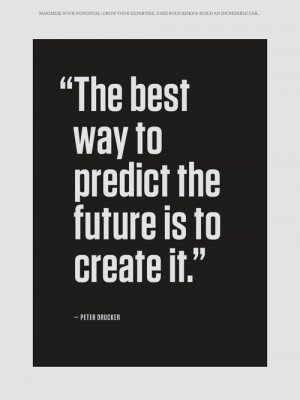 MAXIMIZE YOUR POTENTIAL: GROW YOUR EXPERTISE, TAKE BOLD RISKS & BUILD AN INCREDIBLE CAR...
“The best
way to
predict the
future is to
create it.”
— PETER DRUCKER